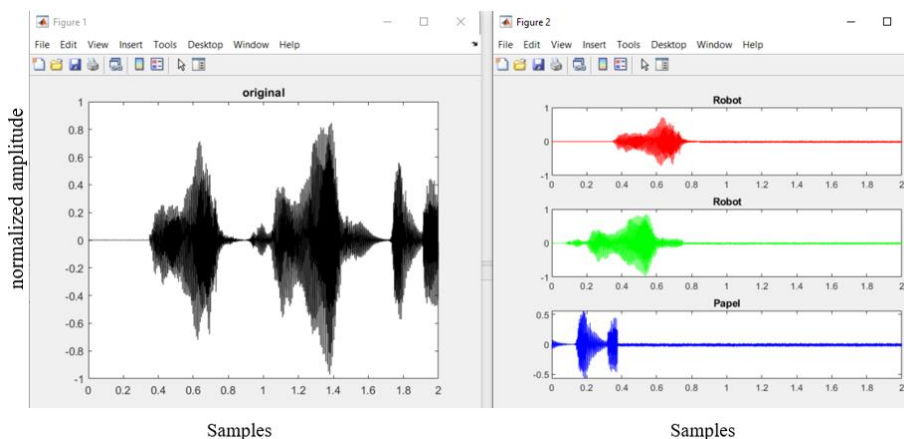 Figure 1
File Edit View Insert Tools Desktop Window Help
original
1
0.8
0.6
0.4
0.2
0
-0.2
-0.4
-0.6
-0.8
-1
0 0.2 0.4 0.6 0.8 1 1.2 1.4 1.6 1.8 2
normalized amplitude
Samples
Figure 2
File Edit View Insert Tools Desktop Window Help
Robot
1
0
-1
0 0.2 0.4 0.6 0.8 1 1.2 1.4 1.6 1.8 2
Robot
1
0
-1
0 0.2 0.4 0.6 0.8 1 1.2 1.4 1.6 1.8 2
Papel
0.5
0
-0.5
0 0.2 0.4 0.6 0.8 1 1.2 1.4 1.6 1.8 2
Samples